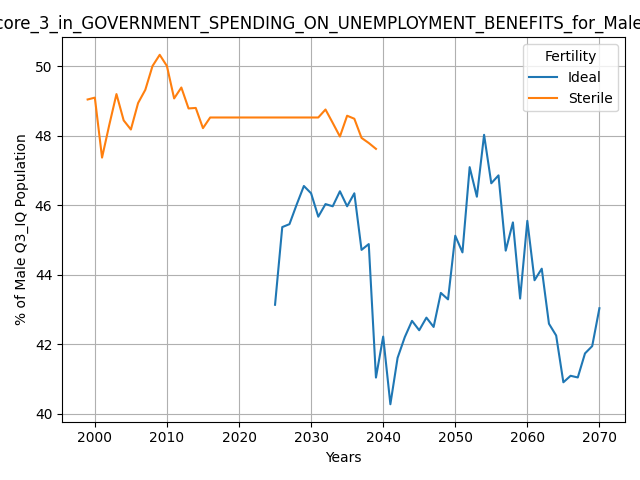 core_3_in_GOVERNMENT_SPENDING_ON_UNEMPLOYMENT_BENEFITS_for_Male
Fertility
Ideal
Sterile
% of Male Q3_IQ Population
50
48
46
44
42
40
2000 2010 2020 2030 2040 2050 2060 2070
Years